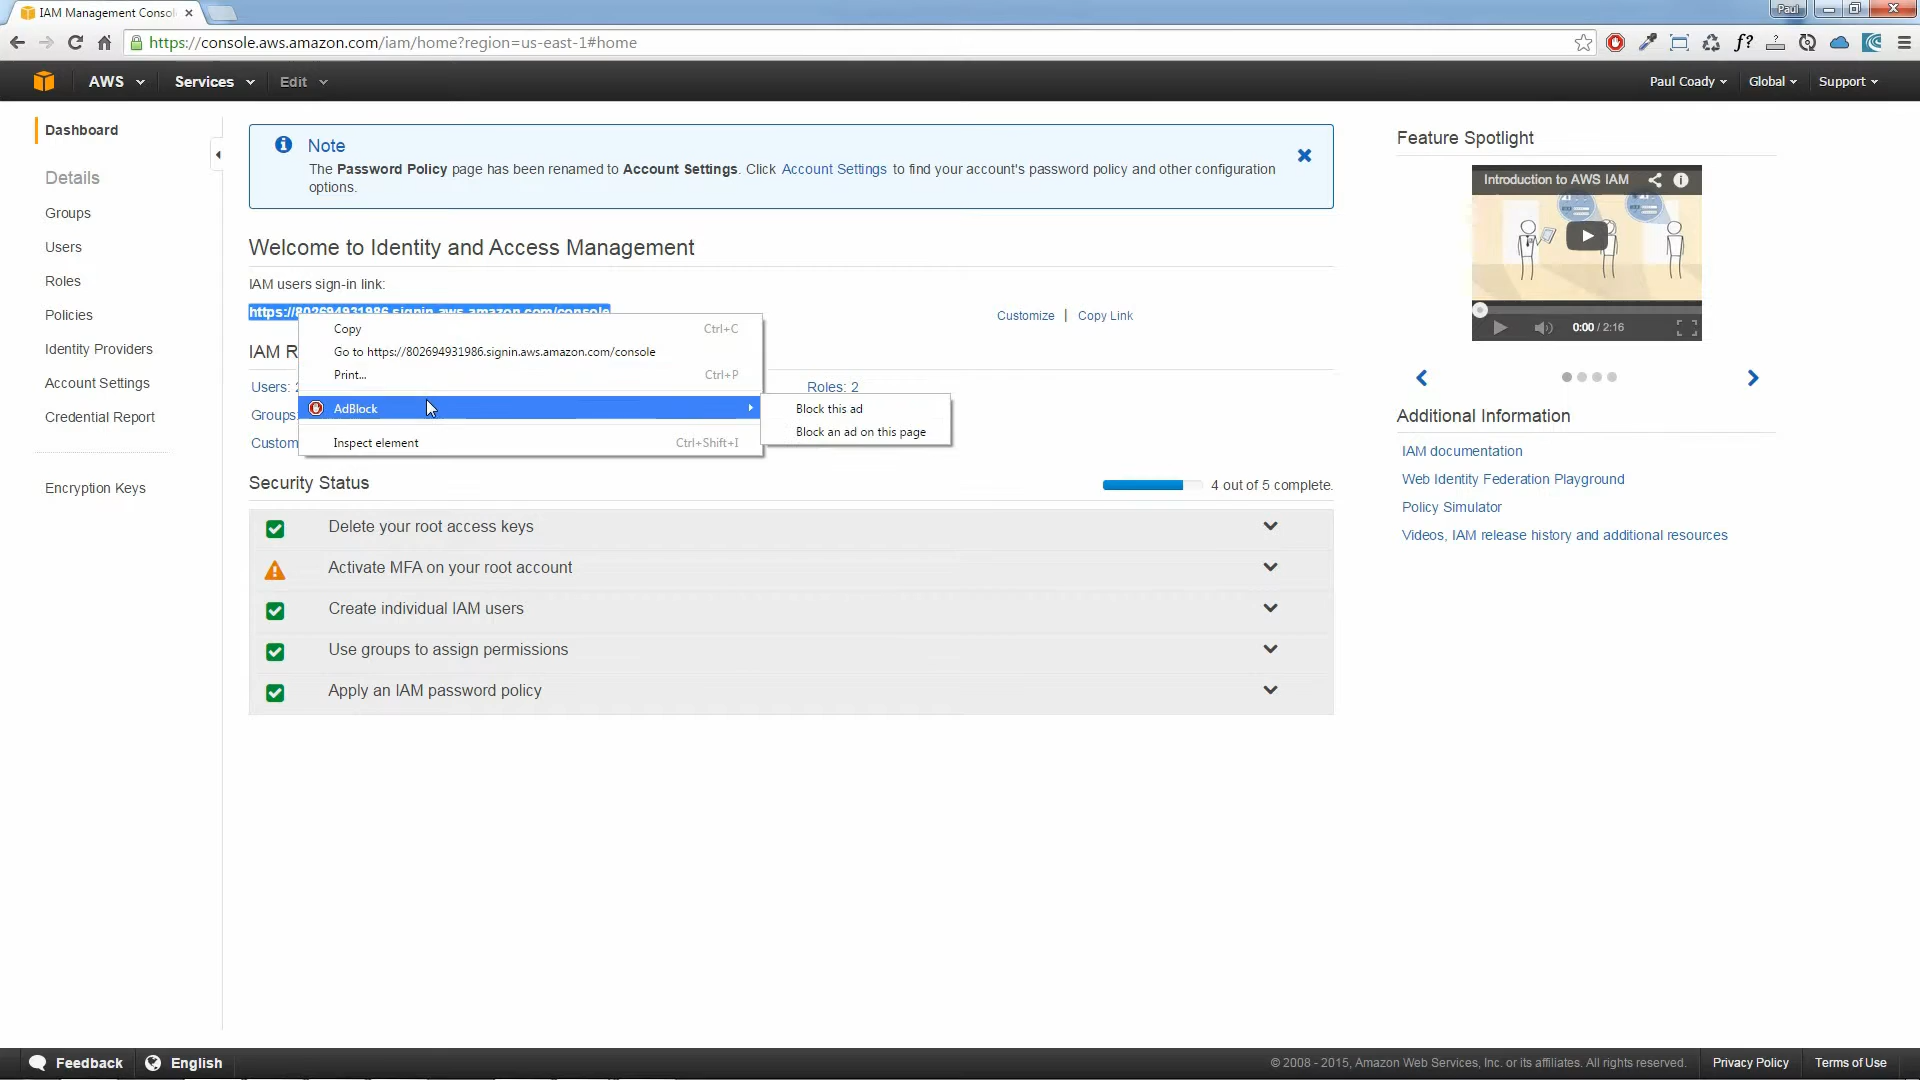 IAM Management Consol
Paul
https://console.aws.amazon.com/iam/home?region=us-east-1#home
f?
AWS
Services
Edit
Paul Coady
Global
Support
Dashboard
Details
Groups
Users
Roles
Policies
Identity Providers
Account Settings
Credential Report
Encryption Keys
Note
The Password Policy page has been renamed to Account Settings. Click Account Settings to find your account's password policy and other configuration
options.
Welcome to Identity and Access Management
IAM users sign-in link:
https://802694931986.signin.aws.amazon.com/console
Customize | Copy Link
IAM R
Users: 2
Roles: 2
Groups:
Custom
Copy Ctrl+C
Go to https://802694931986.signin.aws.amazon.com/console
Print... Ctrl+P
AdBlock
Inspect element Ctrl+Shift+I
Block this ad
Block an ad on this page
Security Status
4 out of 5 complete.
Delete your root access keys
Activate MFA on your root account
Create individual IAM users
Use groups to assign permissions
Apply an IAM password policy
Feature Spotlight
Introduction to AWS IAM
0:00 / 2:16
Additional Information
IAM documentation
Web Identity Federation Playground
Policy Simulator
Videos, IAM release history and additional resources
Feedback
English
© 2008 - 2015, Amazon Web Services, Inc. or its affiliates. All rights reserved.
Privacy Policy
Terms of Use